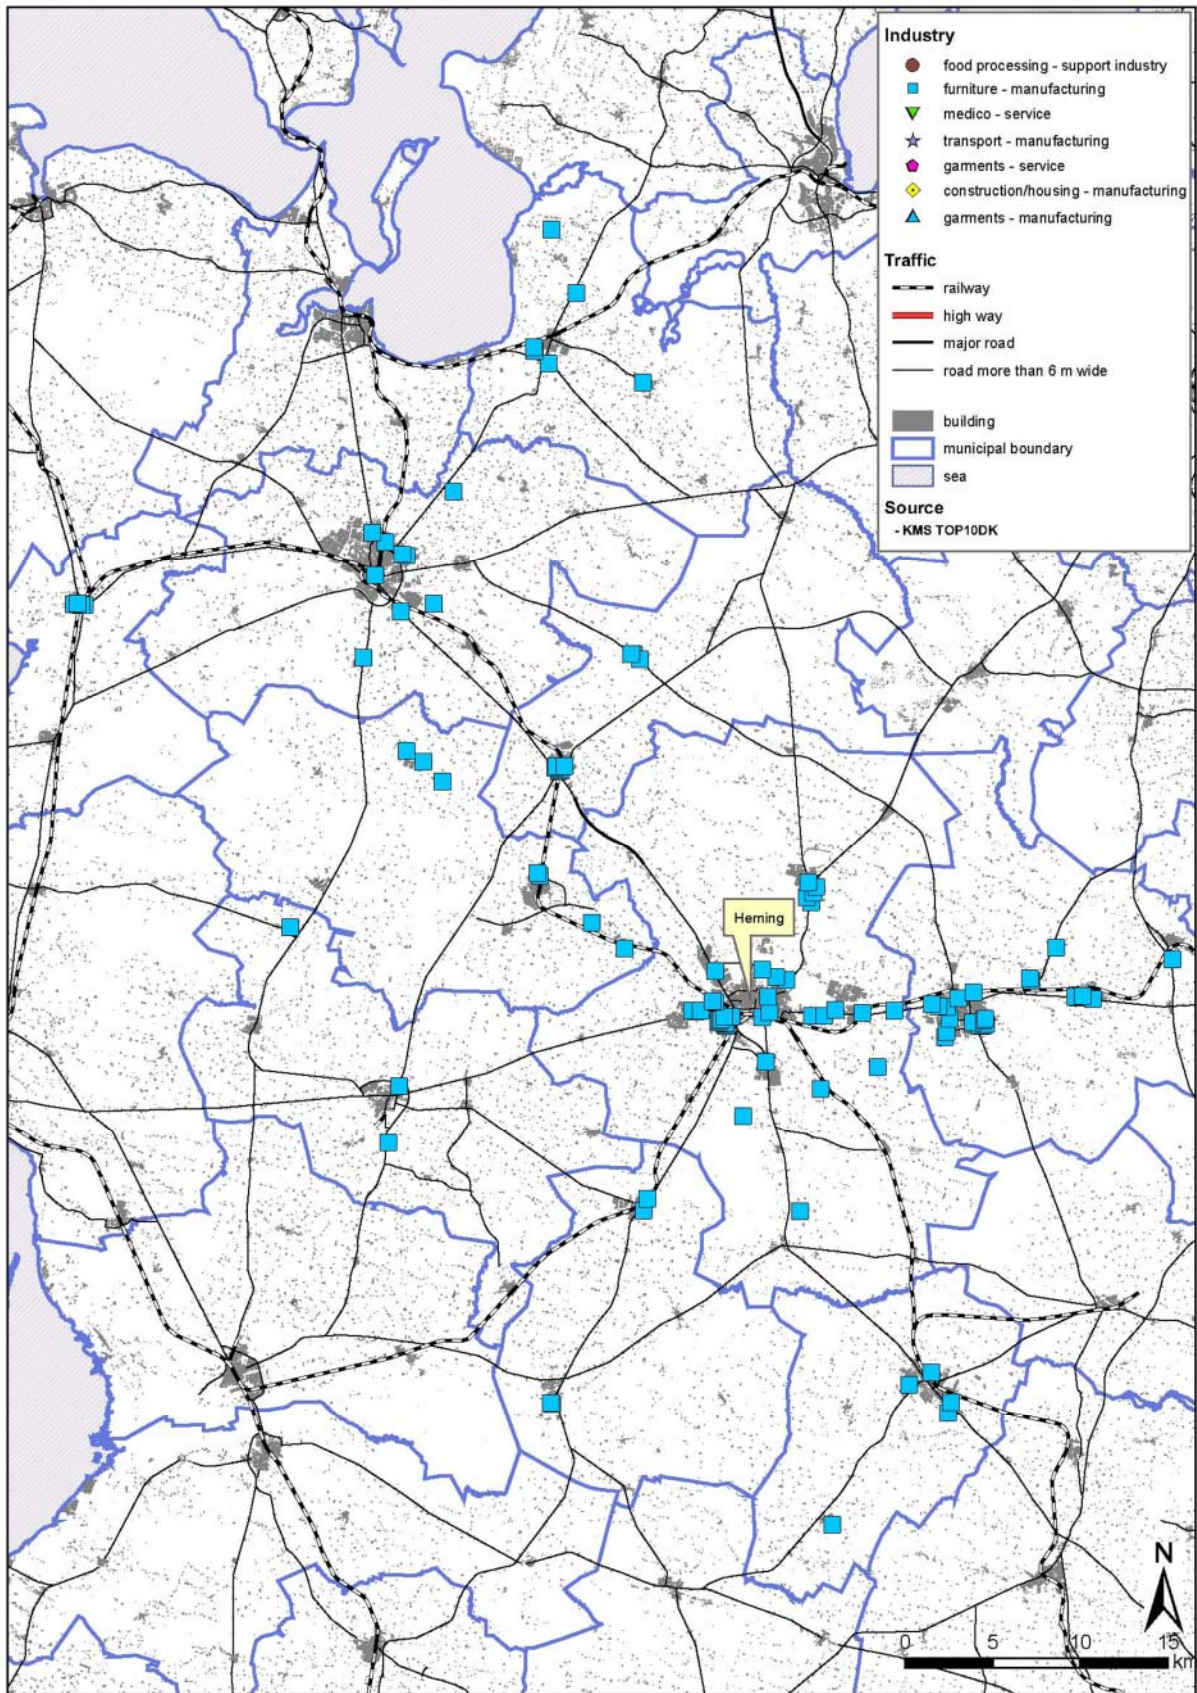 Industry
food processing - support industry
furniture - manufacturing
medico - service
transport - manufacturing
garments - service
construction/housing - manufacturing
garments - manufacturing
Traffic
railway
high way
major road
road more than 6 m wide
building
municipal boundary
sea
Source
- KMS TOP10DK
Herning
N
0 5 10 15
km